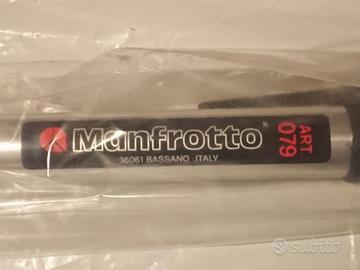 Manfrotto®
36061 BASSANO - ITALY
ART.
079
subito